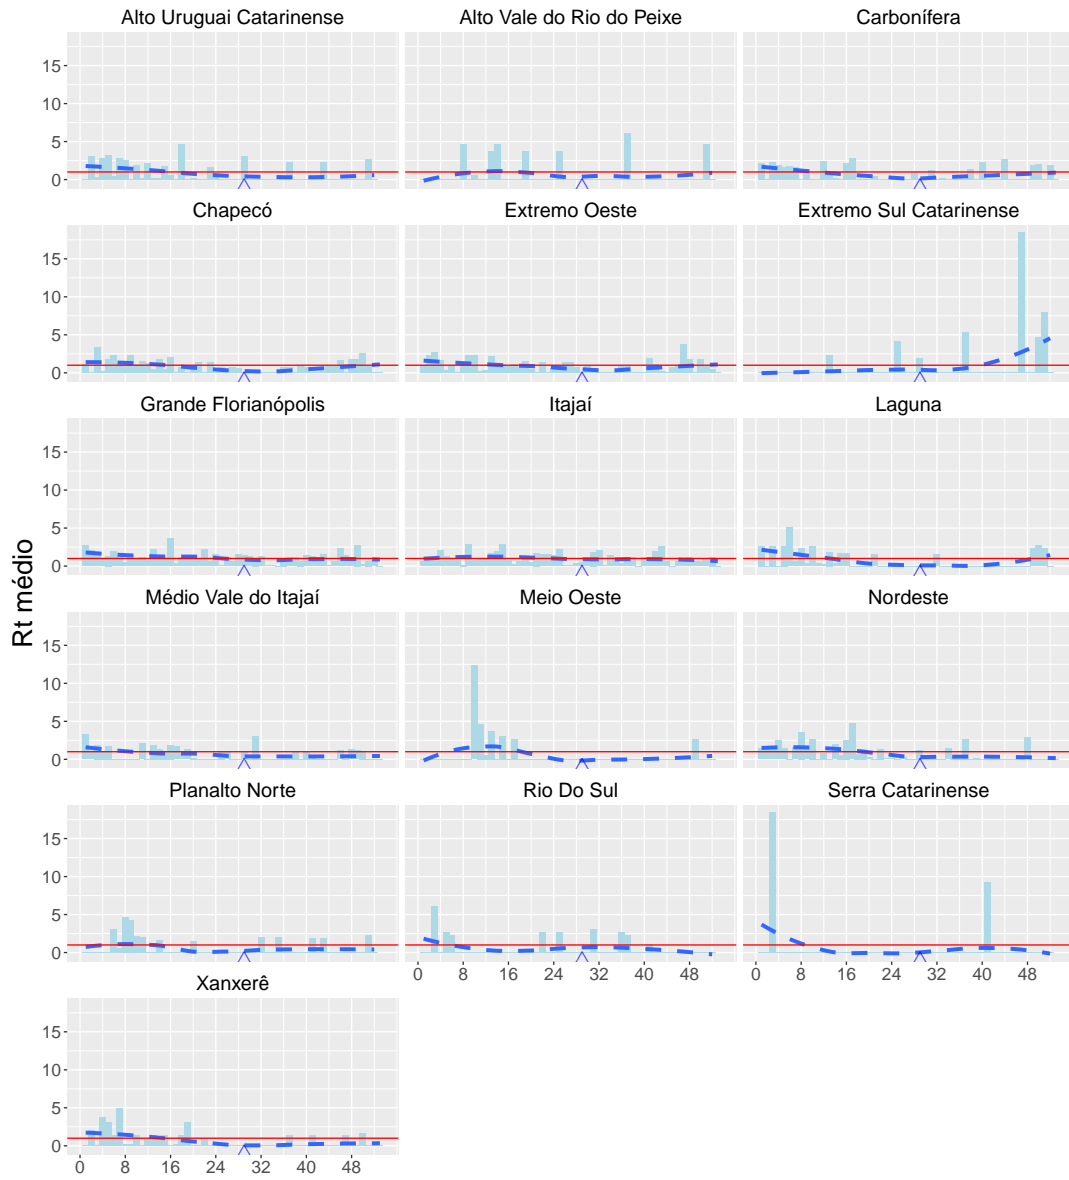 Alto Uruguai Catarinense Alto Vale do Rio do Peixe Carbonífera
15
10
5
0
Chapecó Extremo Oeste Extremo Sul Catarinense
15
10
5
0
Grande Florianópolis Itajaí Laguna
15
10
5
0
Rt médio
Médio Vale do Itajaí Meio Oeste Nordeste
15
10
5
0
Planalto Norte Rio Do Sul Serra Catarinense
15
10
5
0
0 8 16 24 32 40 48 0 8 16 24 32 40 48
Xanxerê
15
10
5
0
0 8 16 24 32 40 48